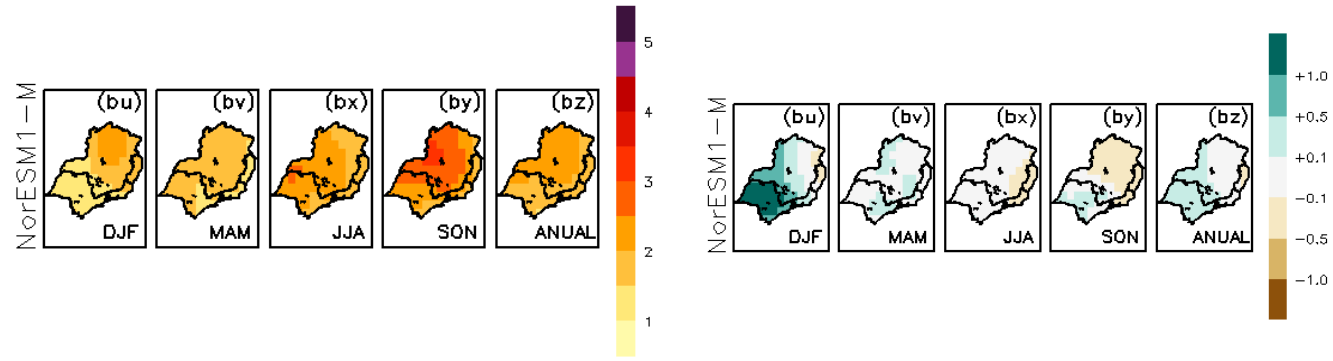 NorESM1-M
(bu)
DJF
(bv)
MAM
(bx)
JJA
(by)
SON
(bz)
ANUAL
5
4
3
2
1
NorESM1-M
(bu)
DJF
(bv)
MAM
(bx)
JJA
(by)
SON
(bz)
ANUAL
+1.0
+0.5
+0.1
-0.1
-0.5
-1.0